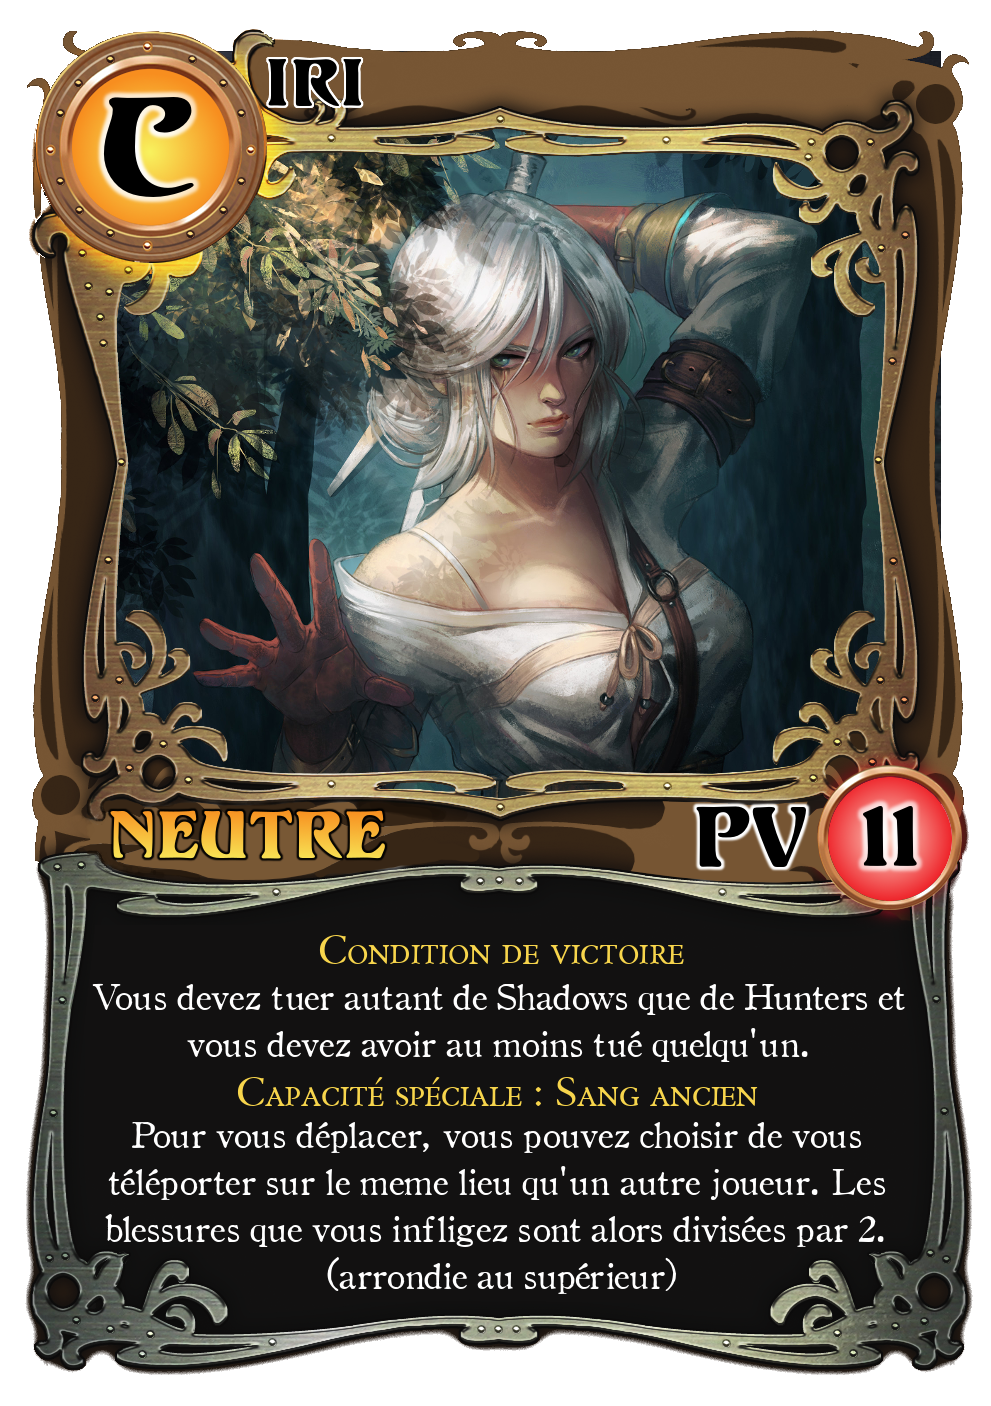 CIRI
NEUTRE
PV 11
Condition de victoire
Vous devez tuer autant de Shadows que de Hunters et
vous devez avoir au moins tué quelqu'un.
Capacité spéciale : Sang ancien
Pour vous déplacer, vous pouvez choisir de vous
téléporter sur le meme lieu qu'un autre joueur. Les
blessures que vous infligez sont alors divisées par 2.
(arrondie au supérieur)